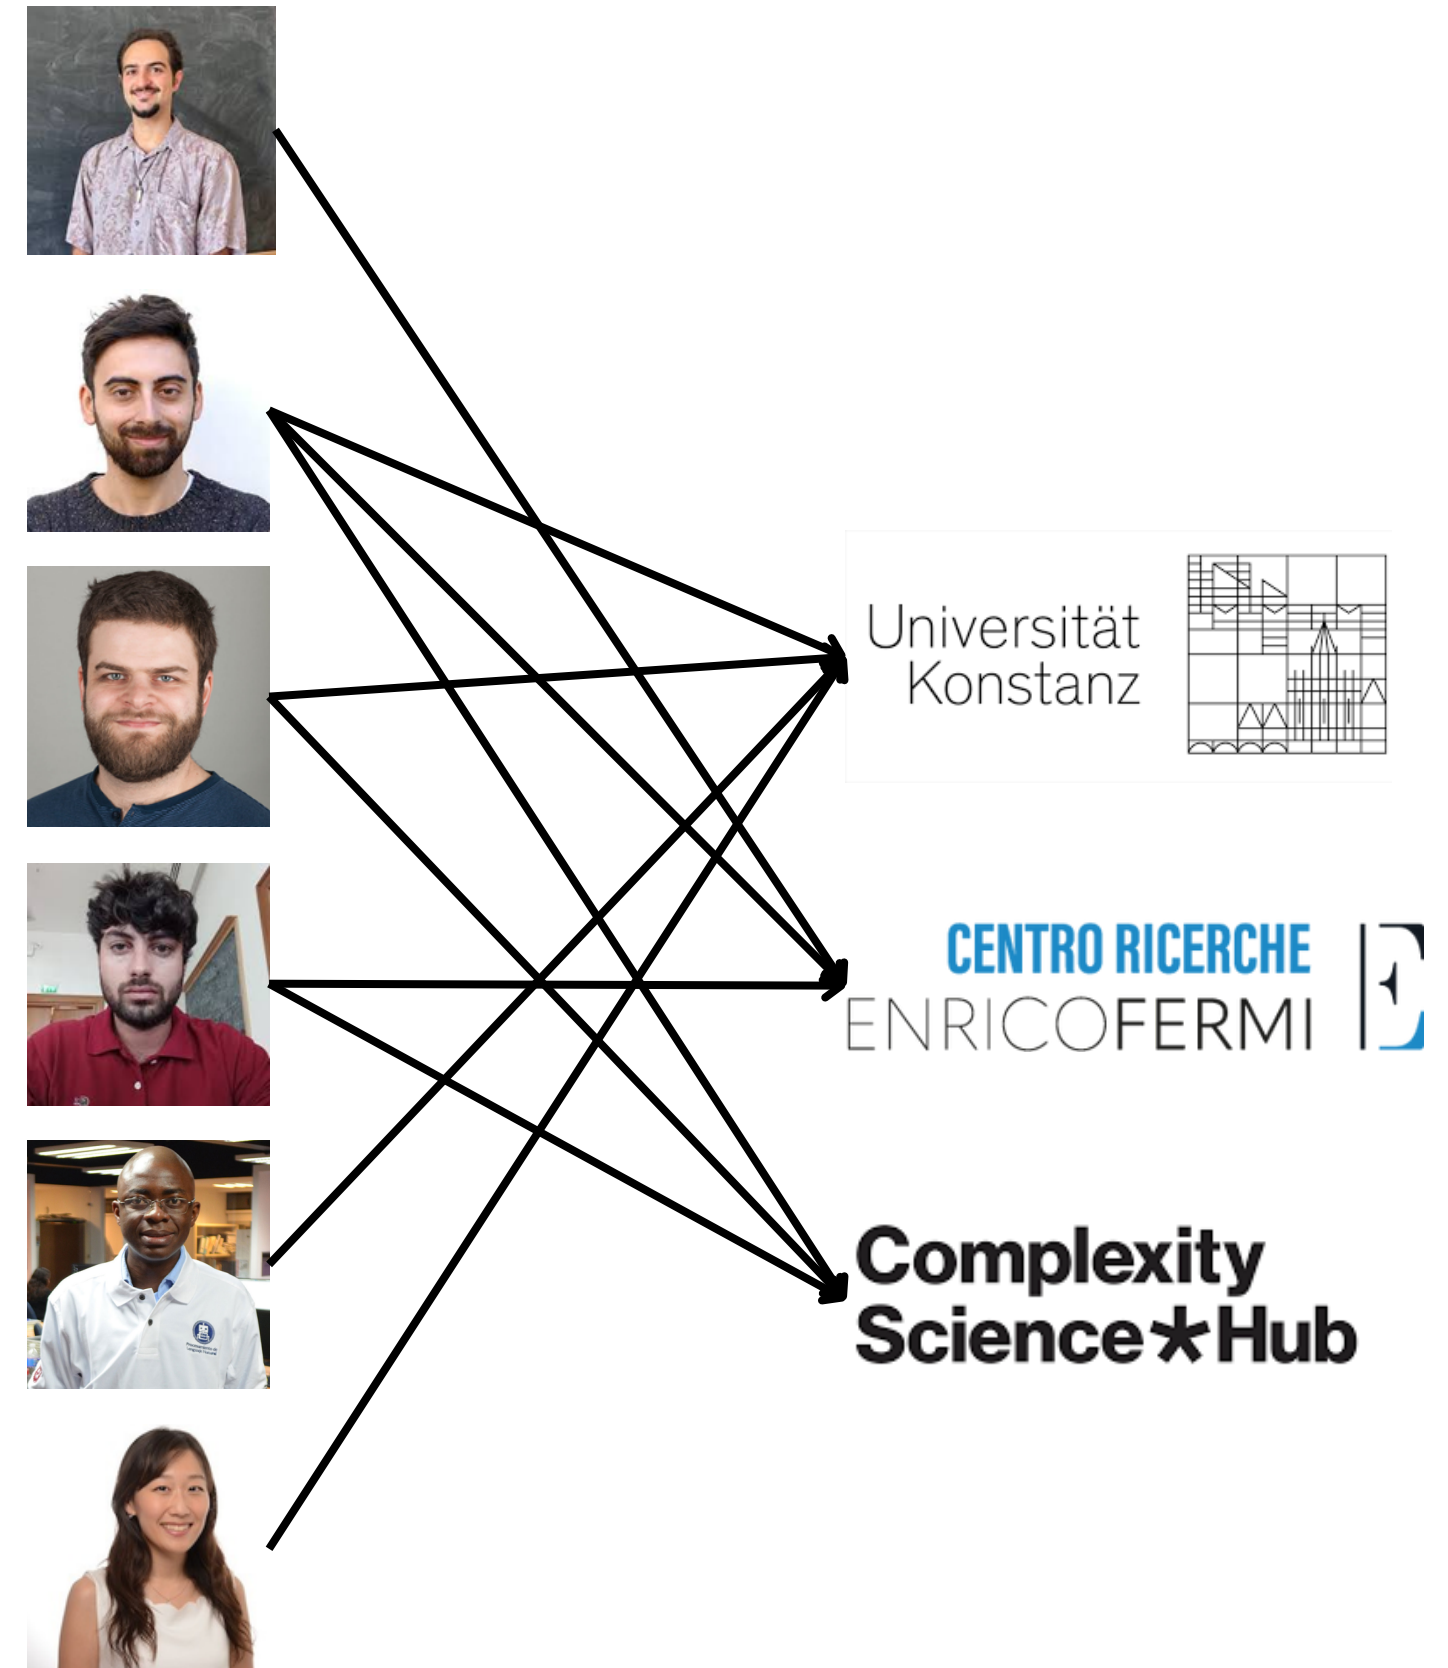 Universität
Konstanz
CENTRO RICERCHE
ENRICOFERMI
E
Complexity
Science*Hub